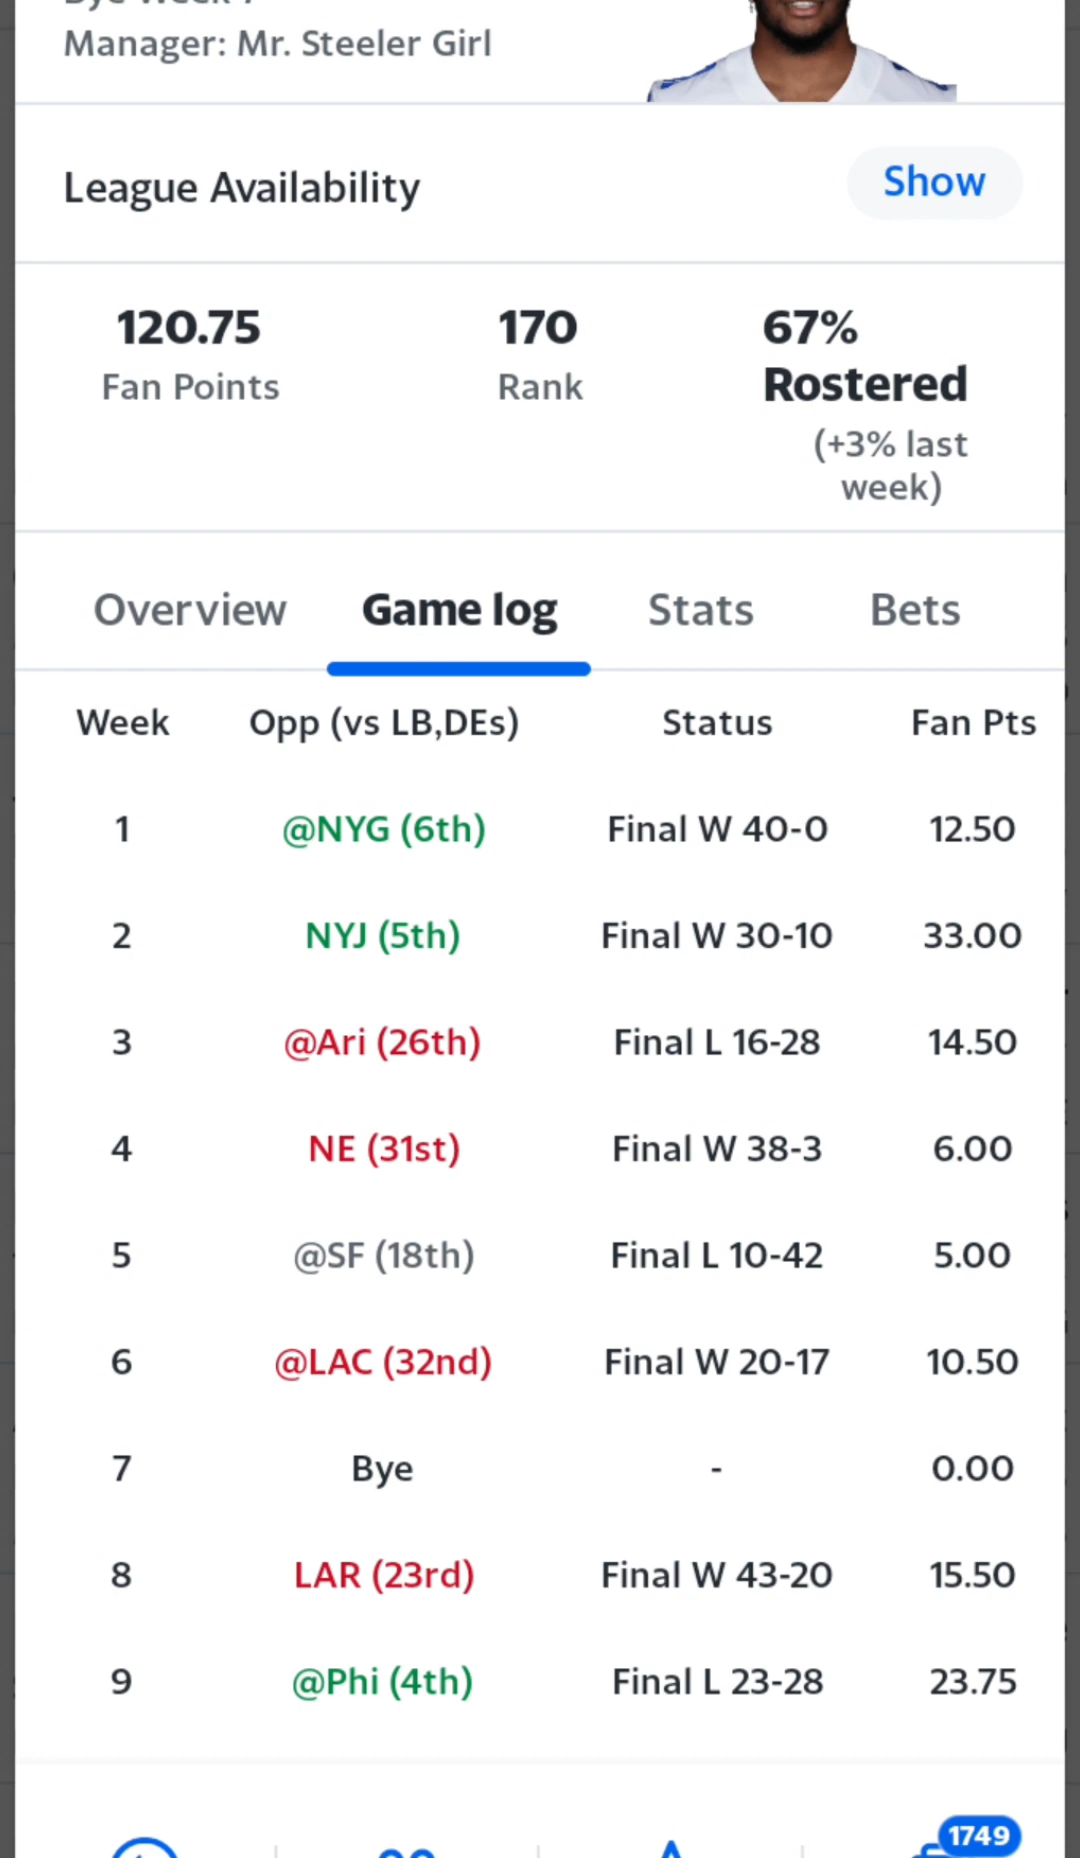 Manager: Mr. Steeler Girl
League Availability
Show
120.75
Fan Points
170
Rank
67%
Rostered
(+3% last
week)
Overview Game log Stats Bets
Week Opp (vs LB,DEs) Status Fan Pts
1 @NYG (6th) Final W 40-0 12.50
2 NYJ (5th) Final W 30-10 33.00
3 @Ari (26th) Final L 16-28 14.50
4 NE (31st) Final W 38-3 6.00
5 @SF (18th) Final L 10-42 5.00
6 @LAC (32nd) Final W 20-17 10.50
7 Bye - 0.00
8 LAR (23rd) Final W 43-20 15.50
9 @Phi (4th) Final L 23-28 23.75
1749